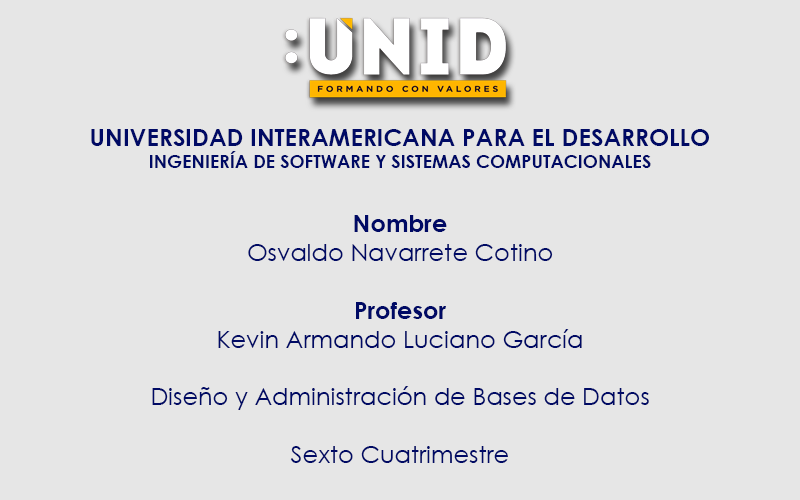 :UNID
FORMANDO CON VALORES
UNIVERSIDAD INTERAMERICANA PARA EL DESARROLLO
INGENIERÍA DE SOFTWARE Y SISTEMAS COMPUTACIONALES
Nombre
Osvaldo Navarrete Cotino
Profesor
Kevin Armando Luciano García
Diseño y Administración de Bases de Datos
Sexto Cuatrimestre